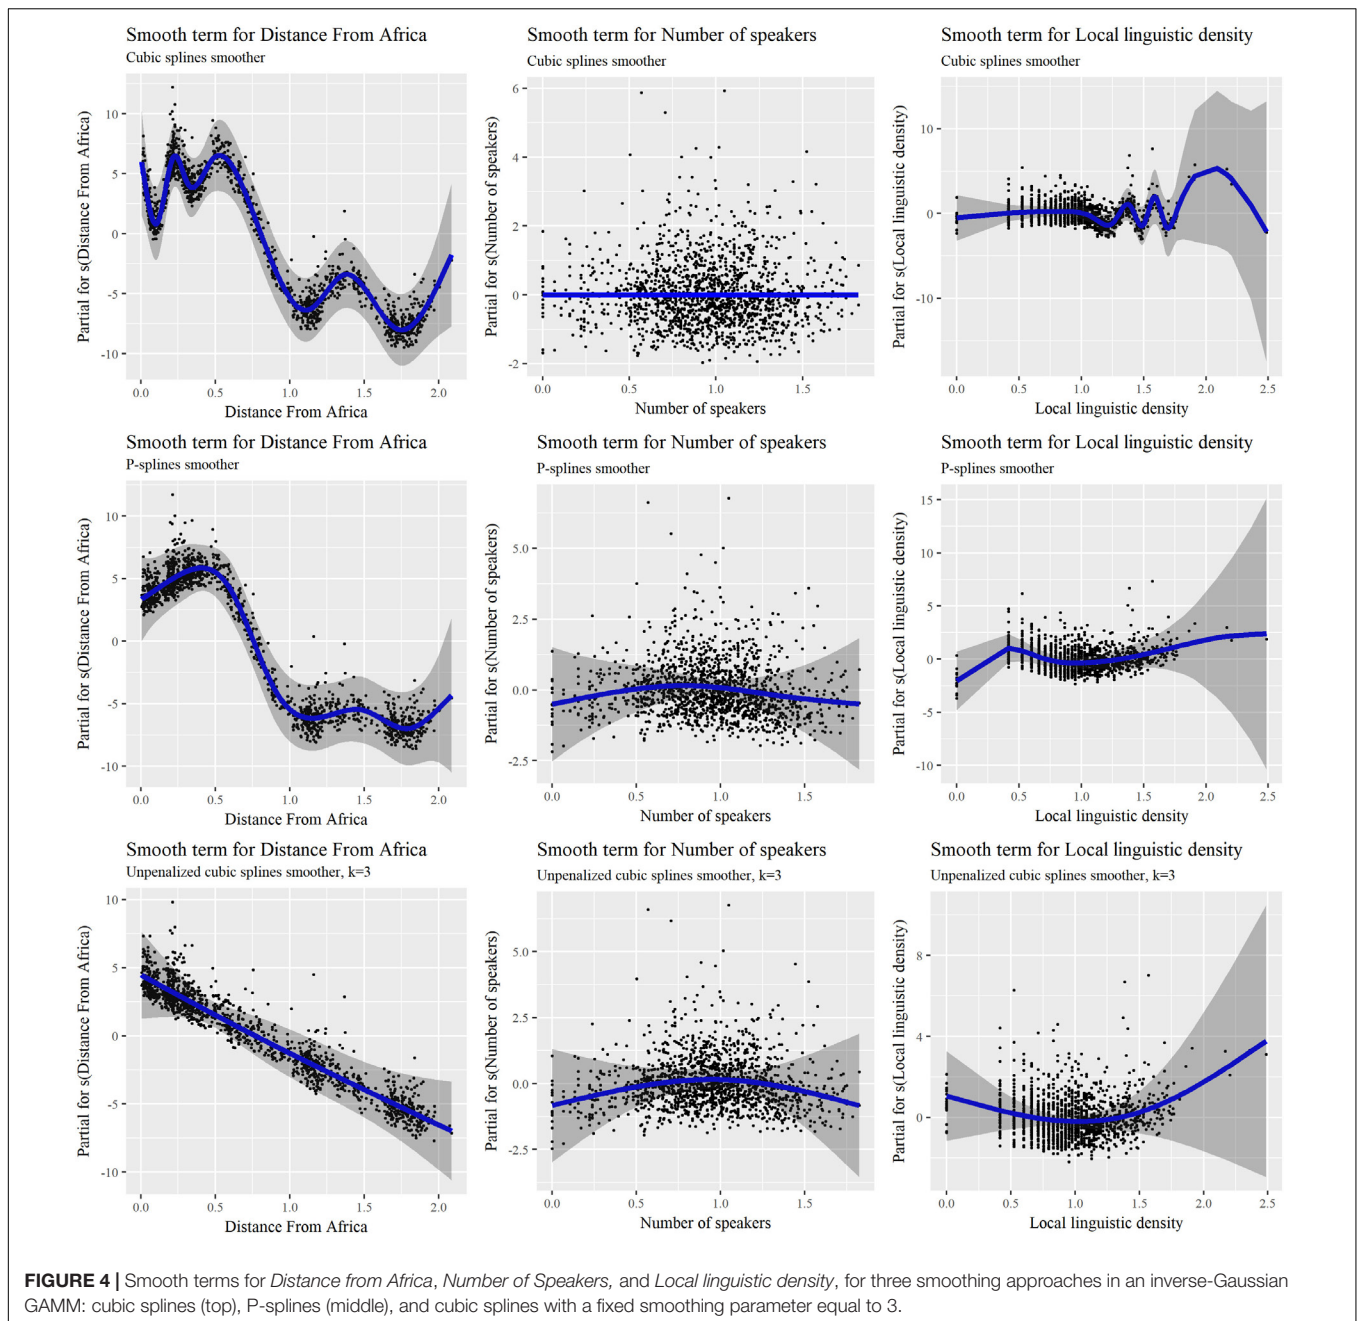 Smooth term for Distance From Africa
Cubic splines smoother
Partial for s(Distance From Africa)
10
5
0
-5
-10
0.0 0.5 1.0 1.5 2.0
Distance From Africa
Smooth term for Number of speakers
Cubic splines smoother
Partial for s(Number of speakers)
6
4
2
0
-2
0.0 0.5 1.0 1.5
Number of speakers
Smooth term for Local linguistic density
Cubic splines smoother
Partial for s(Local linguistic density)
10
0
-10
0.0 0.5 1.0 1.5 2.0 2.5
Local linguistic density
Smooth term for Distance From Africa
P-splines smoother
Partial for s(Distance From Africa)
10
5
0
-5
-10
0.0 0.5 1.0 1.5 2.0
Distance From Africa
Smooth term for Number of speakers
P-splines smoother
Partial for s(Number of speakers)
5.0
2.5
0.0
-2.5
0.0 0.5 1.0 1.5
Number of speakers
Smooth term for Local linguistic density
P-splines smoother
Partial for s(Local linguistic density)
15
10
5
0
-5
-10
0.0 0.5 1.0 1.5 2.0 2.5
Local linguistic density
Smooth term for Distance From Africa
Unpenalized cubic splines smoother, k=3
Partial for s(Distance From Africa)
10
5
0
-5
-10
0.0 0.5 1.0 1.5 2.0
Distance From Africa
Smooth term for Number of speakers
Unpenalized cubic splines smoother, k=3
Partial for s(Number of speakers)
5.0
2.5
0.0
-2.5
0.0 0.5 1.0 1.5
Number of speakers
Smooth term for Local linguistic density
Unpenalized cubic splines smoother, k=3
Partial for s(Local linguistic density)
8
4
0
0.0 0.5 1.0 1.5 2.0 2.5
Local linguistic density
FIGURE 4 | Smooth terms for Distance from Africa, Number of Speakers, and Local linguistic density, for three smoothing approaches in an inverse-Gaussian
GAMM: cubic splines (top), P-splines (middle), and cubic splines with a fixed smoothing parameter equal to 3.